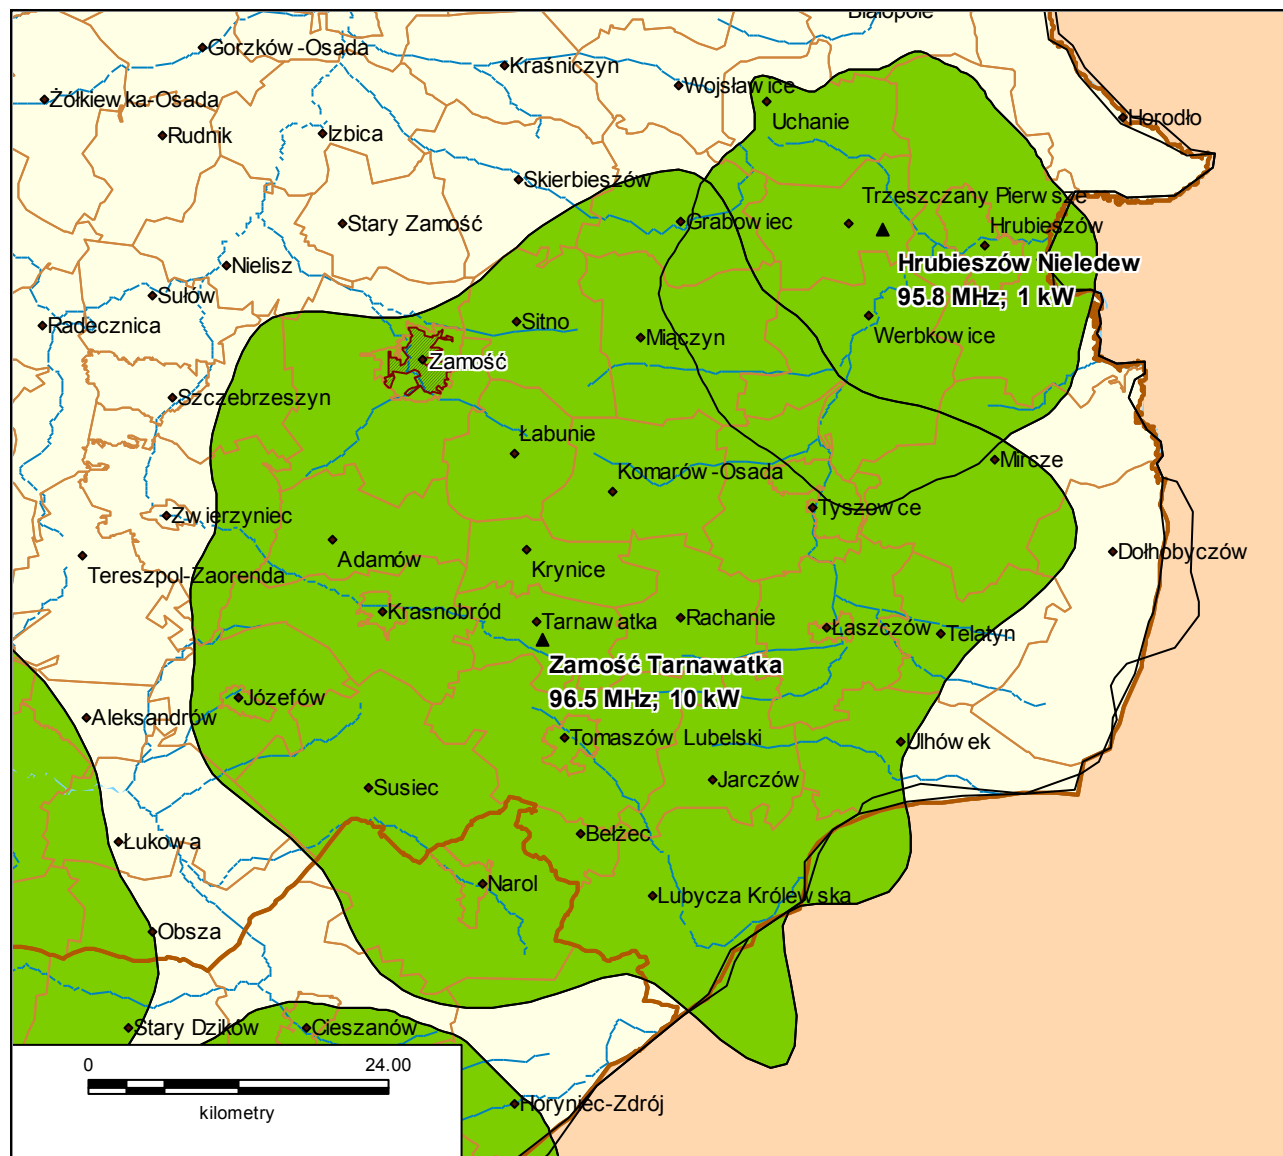 Białopole
Gorzków-Osada
Kraśniczyn
Wojsławice
Żółkiewka-Osada
Uchanie
Horodło
Rudnik
Izbica
Skierbieszów
Trzeszczany Pierwsze
Stary Zamość
Grabowiec
Hrubieszów
Nielisz
Hrubieszów Nieledew
95.8 MHz; 1 kW
Sułów
Radecznica
Sitno
Miączyn
Werbkowice
Zamość
Szczebrzeszyn
Łabunie
Komarów-Osada
Mircze
Zwierzyniec
Tyszowce
Adamów
Krynice
Dołhobyczów
Tereszpol-Zaorenda
Krasnobród
Tarnawatka
Rachanie
Łaszczów
Telatyn
Zamość Tarnawatka
96.5 MHz; 10 kW
Józefów
Aleksandrów
Tomaszów Lubelski
Ulhówek
Susiec
Jarczów
Łukowa
Bełżec
Narol
Lubycza Królewska
Obsza
Stary Dzików
Cieszanów
0
24.00
kilometry
Horyniec-Zdrój